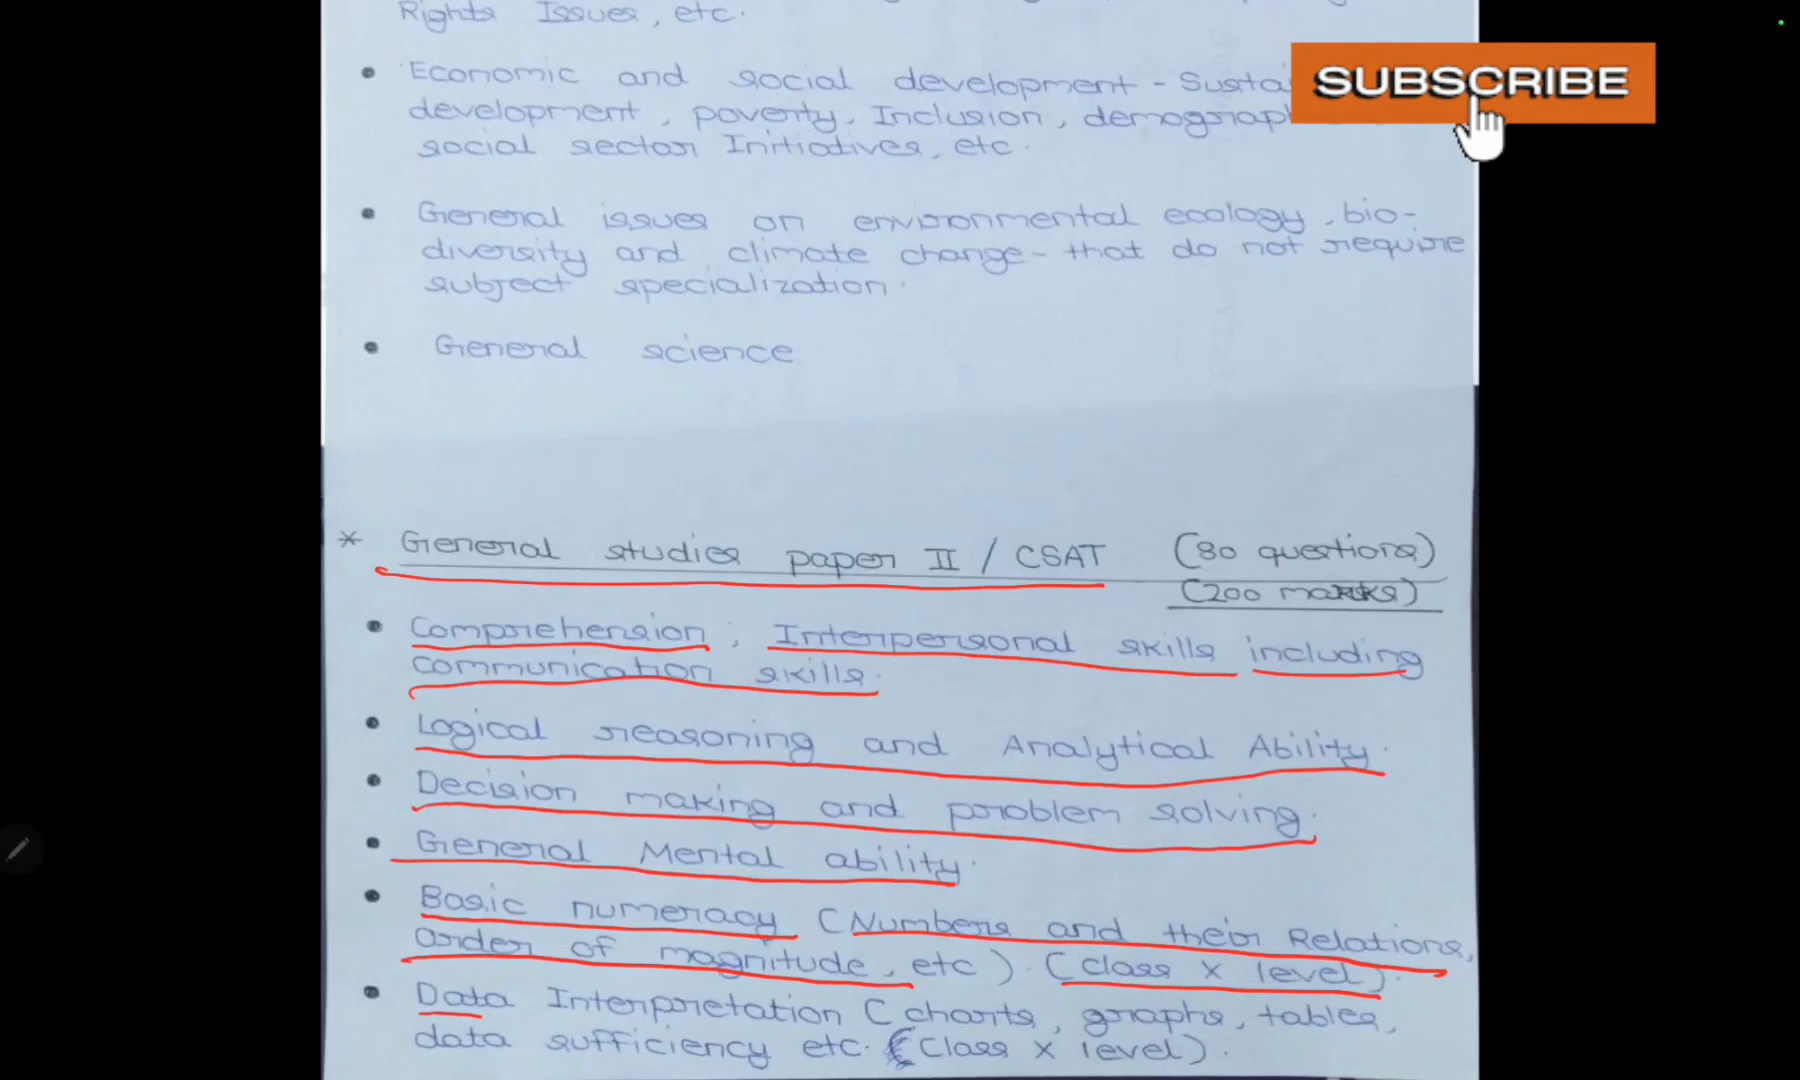 Rights Issues, etc.
• Economic and social development - Sustai
SUBSCRIBE
development, poverty, Inclusion, demograph
social sector Initiatives, etc.
• General issues on environmental ecology, bio-
diversity and climate change - that do not require
subject specialization.
• General science
* General studies paper II / CSAT (80 questions)
(200 marks)
• Comprehension, Interpersonal skills including
communication skills.
• Logical reasoning and Analytical Ability.
• Decision making and problem solving.
• General Mental ability.
• Basic numeracy (Numbers and their Relations,
order of magnitude, etc). (class X level).
• Data Interpretation (charts, graphs, tables,
data sufficiency etc. (Class X level).